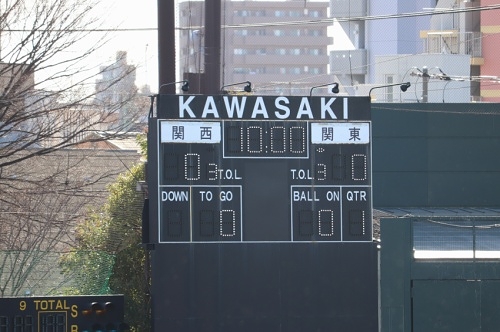 KAWASAKI
関西 10:00 関東
0 3 T.O.L T.O.L 3 0
DOWN TO GO BALL ON QTR
0 0 1
9 TOTAL
S
B